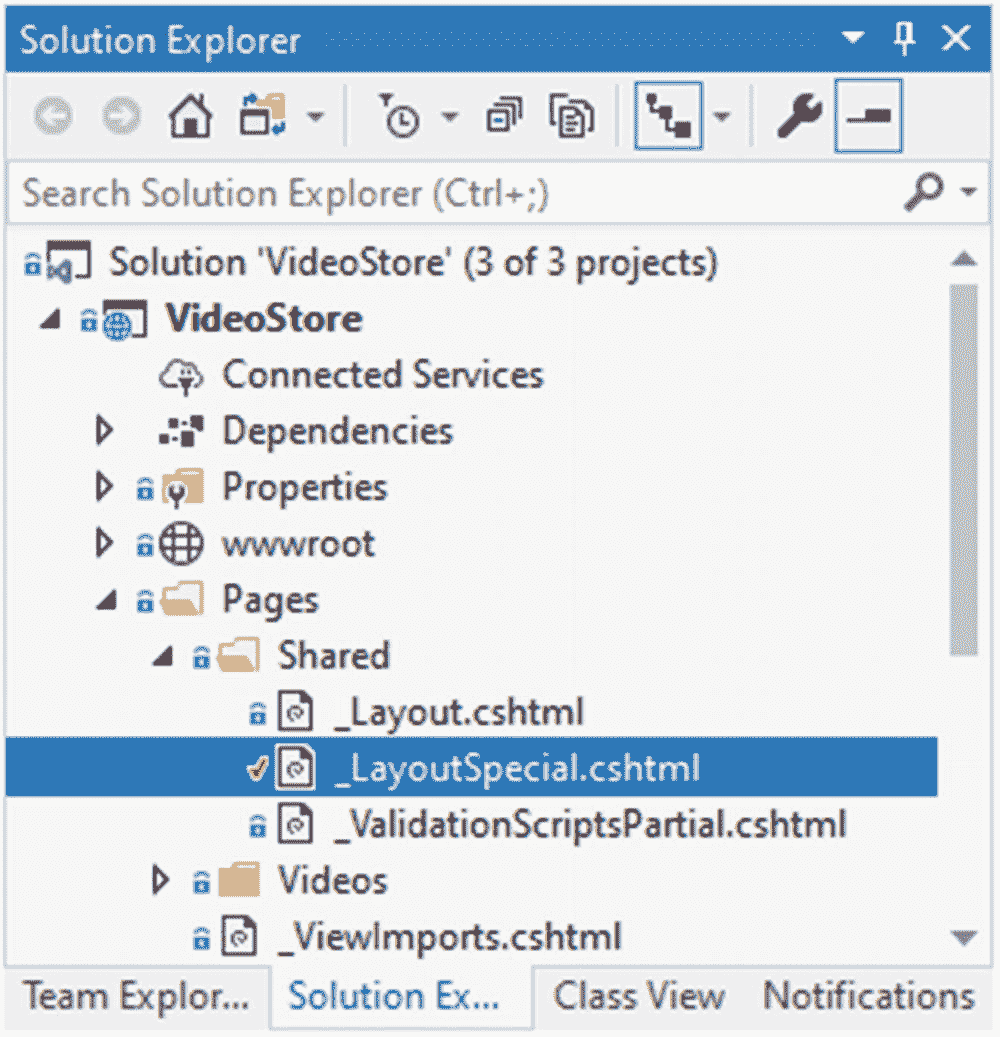 Solution Explorer
Search Solution Explorer (Ctrl+;)
Solution 'VideoStore' (3 of 3 projects)
VideoStore
Connected Services
Dependencies
Properties
wwwroot
Pages
Shared
_Layout.cshtml
_LayoutSpecial.cshtml
_ValidationScriptsPartial.cshtml
Videos
_ViewImports.cshtml
Team Explor... Solution Ex... Class View Notifications